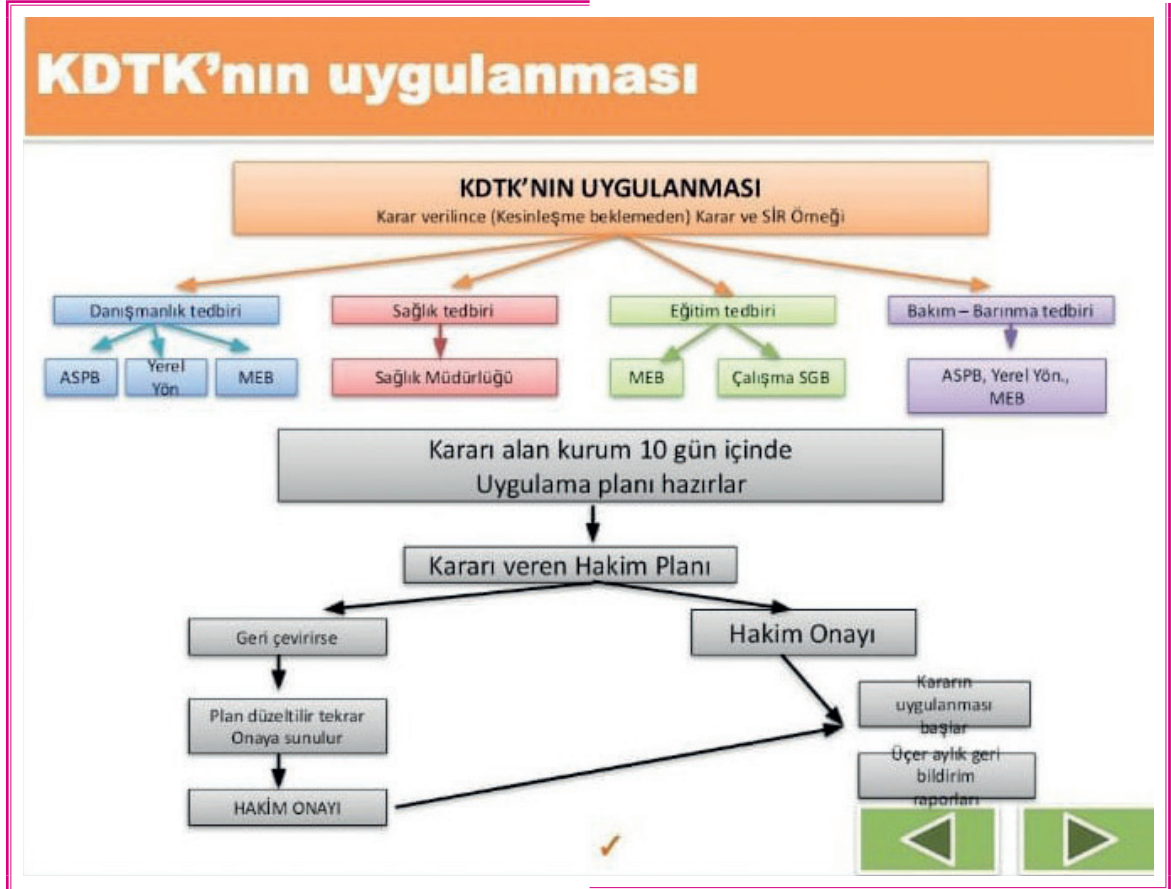 KDTK’nın uygulanması
KDTK’NIN UYGULANMASI
Karar verilince (Kesinleşme beklemeden) Karar ve SİR Örneği
Danışmanlık tedbiri
Sağlık tedbiri
Eğitim tedbiri
Bakım – Barınma tedbiri
ASPB
Yerel
Yön
MEB
Sağlık Müdürlüğü
MEB
Çalışma SGB
ASPB, Yerel Yön.,
MEB
Kararı alan kurum 10 gün içinde
Uygulama planı hazırlar
Kararı veren Hakim Planı
Geri çevirirse
Hakim Onayı
Plan düzeltilir tekrar
Onaya sunulur
HAKİM ONAYI
Kararın
uygulanması
başlar
Üçer aylık geri
bildirim
raporları